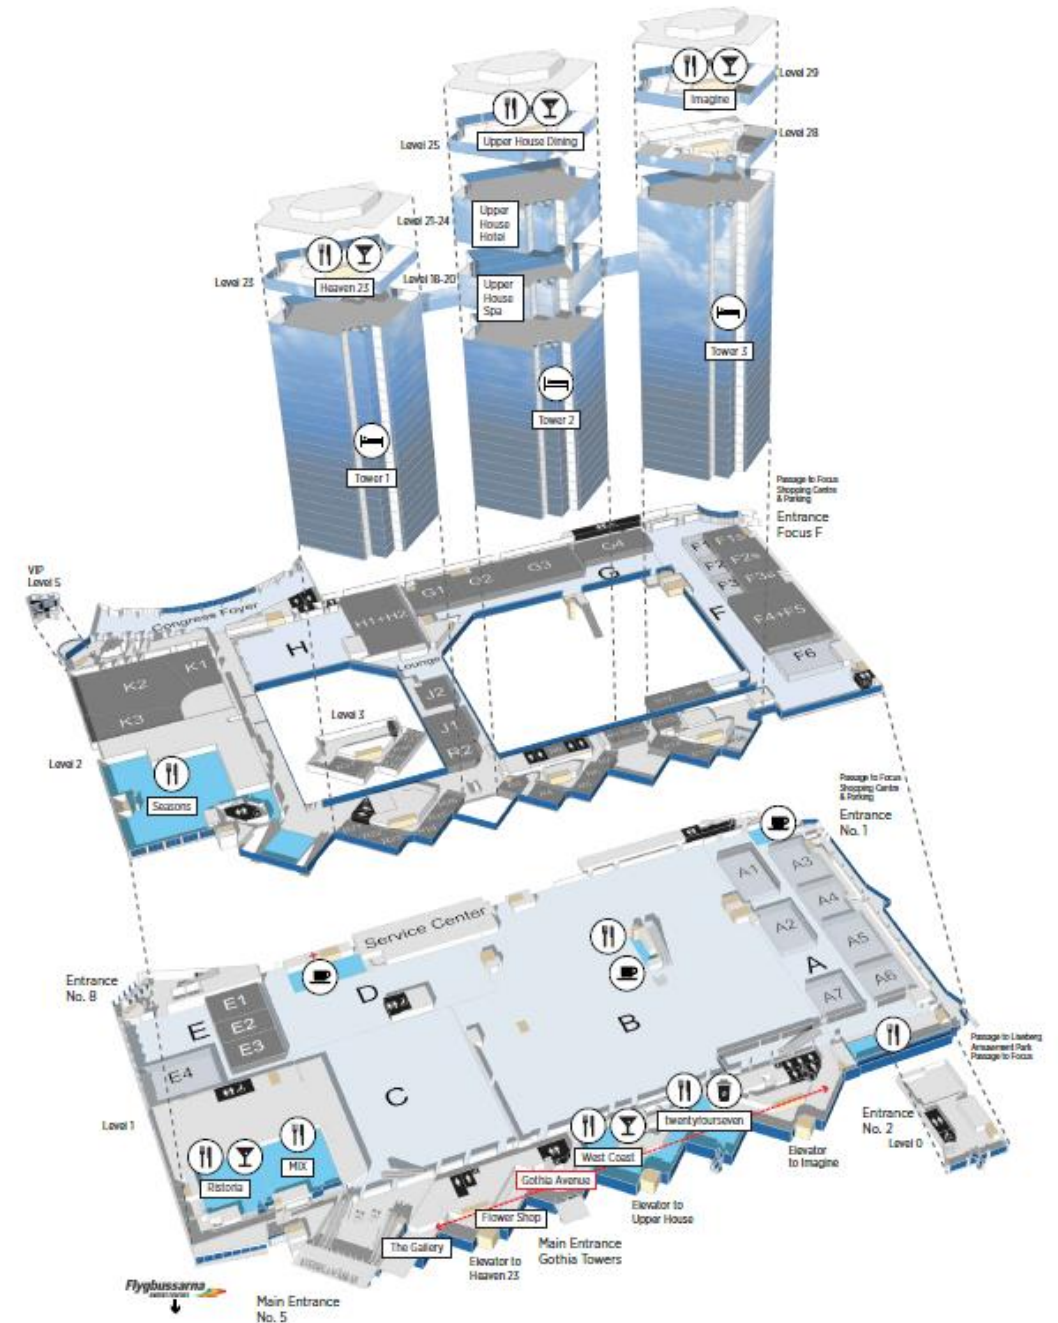 Level 29
Imagine
Level 28
Upper House Dining
Level 25
Upper
House
Hotel
Level 21-24
Heaven 23
Level 23
Level 18-20
Upper
House
Spa
Tower 3
Tower 2
Tower 1
Passage to Focus
Shopping Centre
& Parking
Entrance
Focus F
VIP
Level 5
Congress Foyer
H
H1+H2
G1
G2
G3
G4
G
F1
F1a
F2
F2a
F3
F3a
F
F4+F5
F6
K1
K2
K3
Lounge
J2
J1
R2
Level 3
Level 2
Seasons
Passage to Focus
Shopping Centre
& Parking
Entrance
No. 1
Service Center
A1
A3
A4
A2
A5
A
A6
A7
Entrance
No. 8
D
E1
E
E2
E3
E4
B
C
Passage to Liseberg
Amusement Park
Passage to Focus
Level 1
twentyfourseven
Entrance
No. 2
Level 0
West Coast
Elevator
to Imagine
MIX
Ristoria
Gothia Avenue
Elevator to
Upper House
Flower Shop
The Gallery
Main Entrance
Gothia Towers
Elevator to
Heaven 23
Flygbussarna
Main Entrance
No. 5